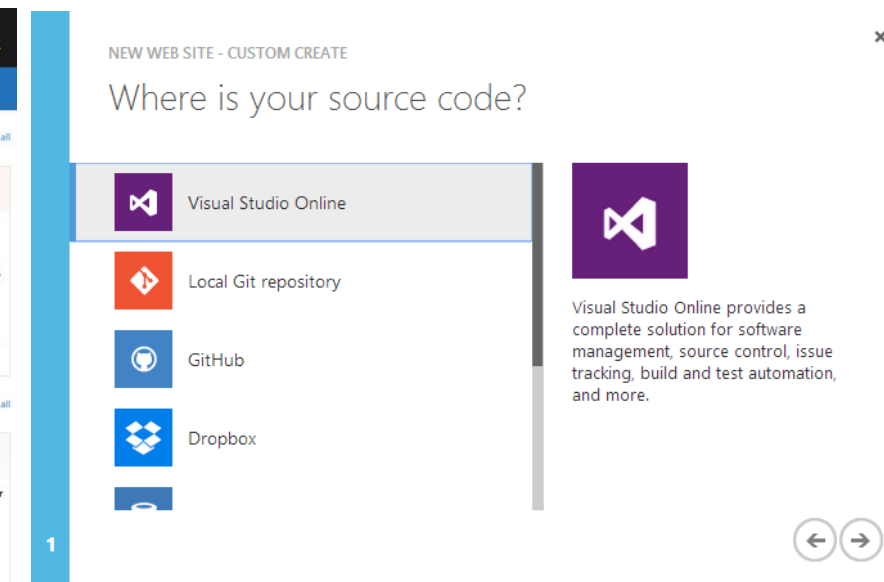 NEW WEB SITE - CUSTOM CREATE
Where is your source code?
all
Visual Studio Online
Local Git repository
GitHub
Dropbox
Visual Studio Online provides a
complete solution for software
management, source control, issue
tracking, build and test automation,
and more.
all
r
1